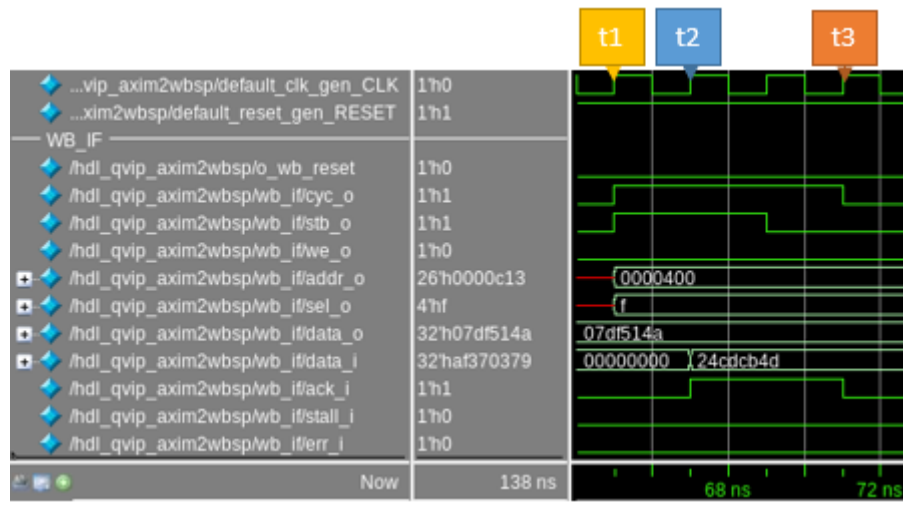 t1 t2 t3
...vip_axim2wbsp/default_clk_gen_CLK 1'h0
...xim2wbsp/default_reset_gen_RESET 1'h1
WB_IF
/hdl_qvip_axim2wbsp/o_wb_reset 1'h0
/hdl_qvip_axim2wbsp/wb_if/cyc_o 1'h1
/hdl_qvip_axim2wbsp/wb_if/stb_o 1'h1
/hdl_qvip_axim2wbsp/wb_if/we_o 1'h0
/hdl_qvip_axim2wbsp/wb_if/addr_o 26'h0000c13 0000400
/hdl_qvip_axim2wbsp/wb_if/sel_o 4'hf f
/hdl_qvip_axim2wbsp/wb_if/data_o 32'h07df514a 07df514a
/hdl_qvip_axim2wbsp/wb_if/data_i 32'haf370379 00000000 24cdcb4d
/hdl_qvip_axim2wbsp/wb_if/ack_i 1'h1
/hdl_qvip_axim2wbsp/wb_if/stall_i 1'h0
/hdl_qvip_axim2wbsp/wb_if/err_i 1'h0
Now 138 ns 68 ns 72 ns